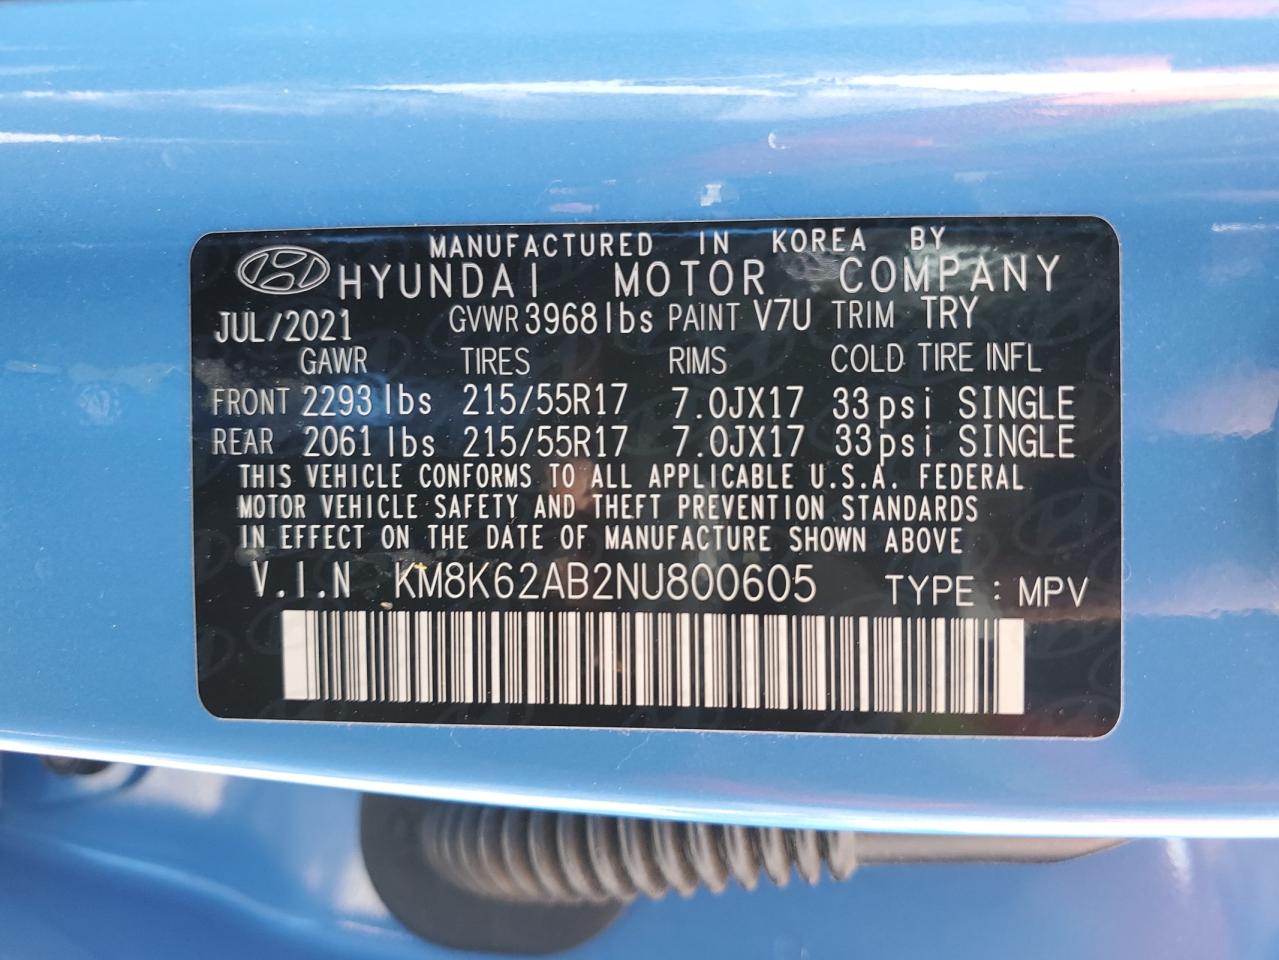 MANUFACTURED IN KOREA BY
HYUNDAI MOTOR COMPANY
JUL/2021 GVWR 3968 lbs PAINT V7U TRIM TRY
GAWR TIRES RIMS COLD TIRE INFL
FRONT 2293 lbs 215/55R17 7.0JX17 33psi SINGLE
REAR 2061 lbs 215/55R17 7.0JX17 33psi SINGLE
THIS VEHICLE CONFORMS TO ALL APPLICABLE U.S.A. FEDERAL
MOTOR VEHICLE SAFETY AND THEFT PREVENTION STANDARDS
IN EFFECT ON THE DATE OF MANUFACTURE SHOWN ABOVE
V.I.N KM8K62AB2NU800605 TYPE : MPV